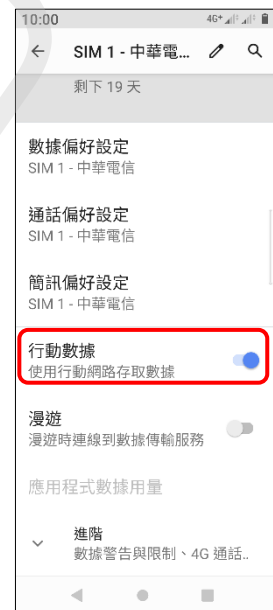 10:00 4G+
SIM 1 - 中華電...
剩下 19 天
數據偏好設定
SIM 1 - 中華電信
通話偏好設定
SIM 1 - 中華電信
簡訊偏好設定
SIM 1 - 中華電信
行動數據
使用行動網路存取數據
漫遊
漫遊時連線到數據傳輸服務
應用程式數據用量
進階
數據警告與限制、4G 通話..